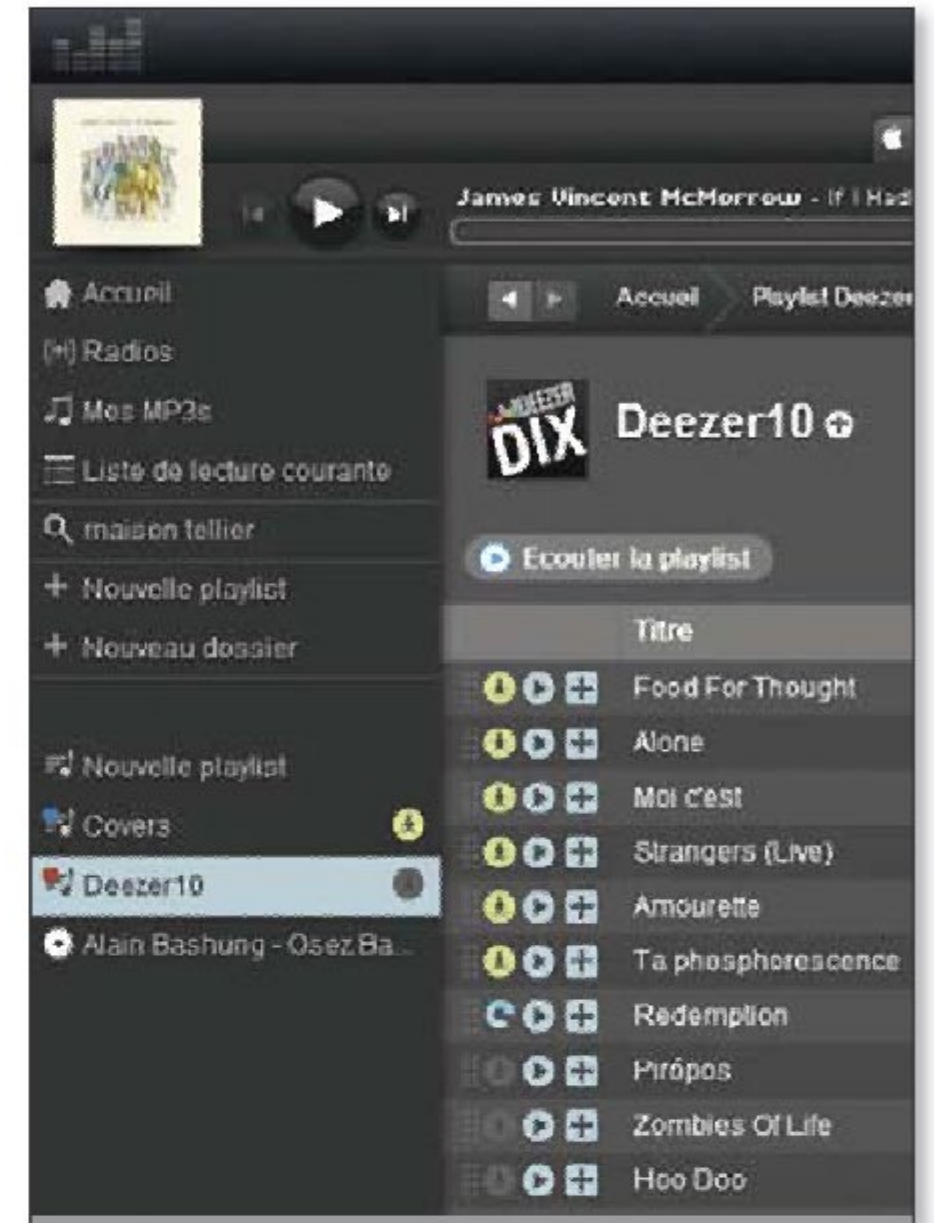 James Vincent McMorrow - If I Had
Accueil
Radios
Mes MP3s
Liste de lecture courante
maison tellier
Nouvelle playlist
Nouveau dossier
Nouvelle playlist
Covers
Deezer10
Alain Bashung - Osez Ba...
Accueil
Playlist Deezer
DEEZER
DIX
Deezer10
Ecouter la playlist
Titre
Food For Thought
Alone
Moi c'est
Strangers (Live)
Amourette
Ta phosphorescence
Redemption
Pirópos
Zombies Of Life
Hoo Doo